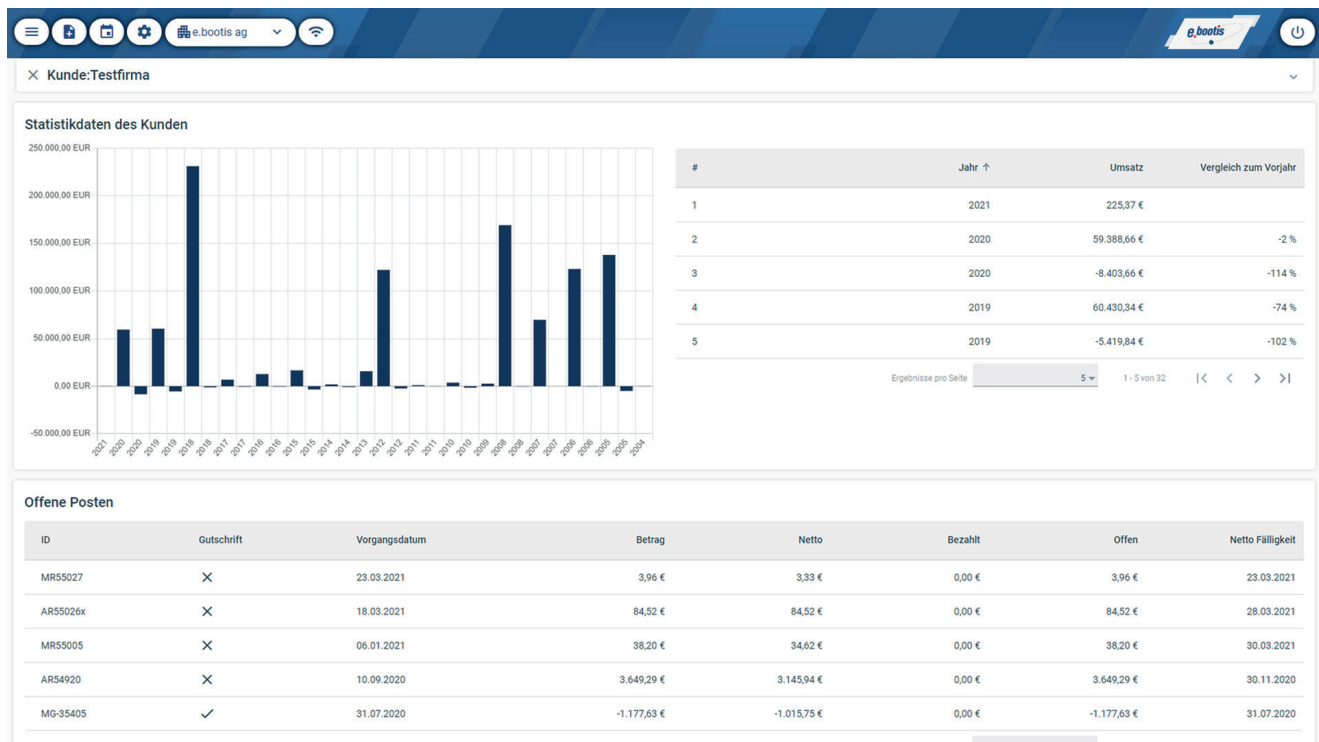 e.bootis ag
e.bootis
Kunde:Testfirma
Statistikdaten des Kunden
250.000,00 EUR
200.000,00 EUR
150.000,00 EUR
100.000,00 EUR
50.000,00 EUR
0,00 EUR
-50.000,00 EUR
2021 2020 2020 2019 2019 2018 2018 2017 2017 2016 2016 2015 2015 2014 2014 2013 2012 2012 2011 2011 2010 2010 2009 2008 2008 2007 2007 2006 2006 2005 2005 2004
# Jahr Umsatz Vergleich zum Vorjahr
1 2021 225,37 €
2 2020 59.388,66 € -2 %
3 2020 -8.403,66 € -114 %
4 2019 60.430,34 € -74 %
5 2019 -5.419,84 € -102 %
Ergebnisse pro Seite 5 1 - 5 von 32
Offene Posten
ID Gutschrift Vorgangsdatum Betrag Netto Bezahlt Offen Netto Fälligkeit
MR55027 23.03.2021 3,96 € 3,33 € 0,00 € 3,96 € 23.03.2021
AR55026x 18.03.2021 84,52 € 84,52 € 0,00 € 84,52 € 28.03.2021
MR55005 06.01.2021 38,20 € 34,62 € 0,00 € 38,20 € 30.03.2021
AR54920 10.09.2020 3.649,29 € 3.145,94 € 0,00 € 3.649,29 € 30.11.2020
MG-35405 31.07.2020 -1.177,63 € -1.015,75 € 0,00 € -1.177,63 € 31.07.2020